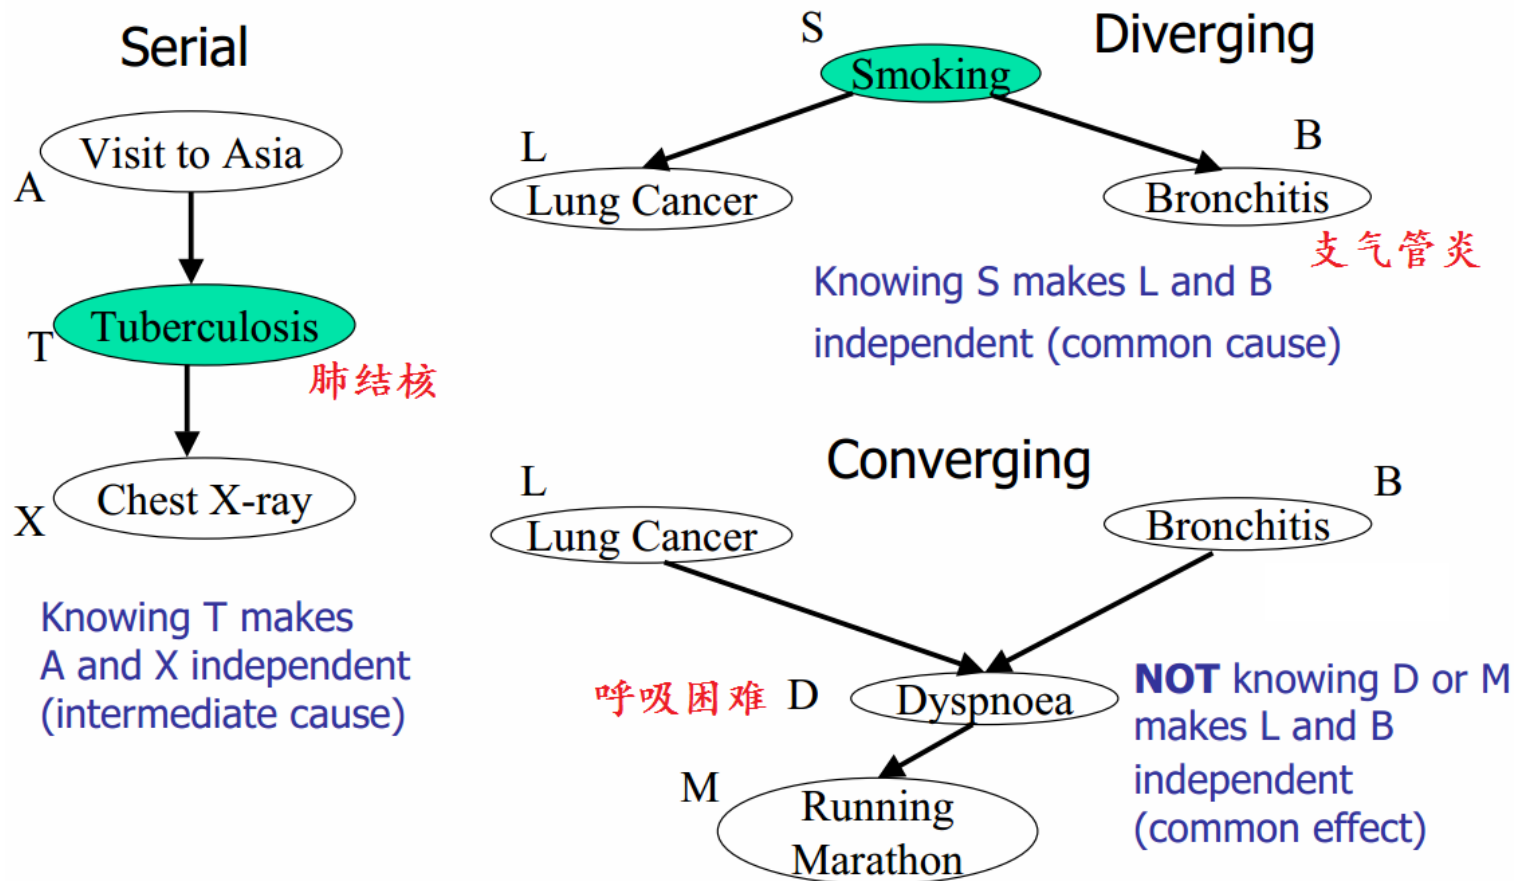 Serial
Visit to Asia
A
Tuberculosis
T
肺结核
Chest X-ray
X
Knowing T makes
A and X independent
(intermediate cause)
S
Diverging
Smoking
L
B
Lung Cancer
Bronchitis
支气管炎
Knowing S makes L and B
independent (common cause)
Converging
L
B
Lung Cancer
Bronchitis
呼吸困难
D
Dyspnoea
M
Running
Marathon
NOT knowing D or M
makes L and B
independent
(common effect)